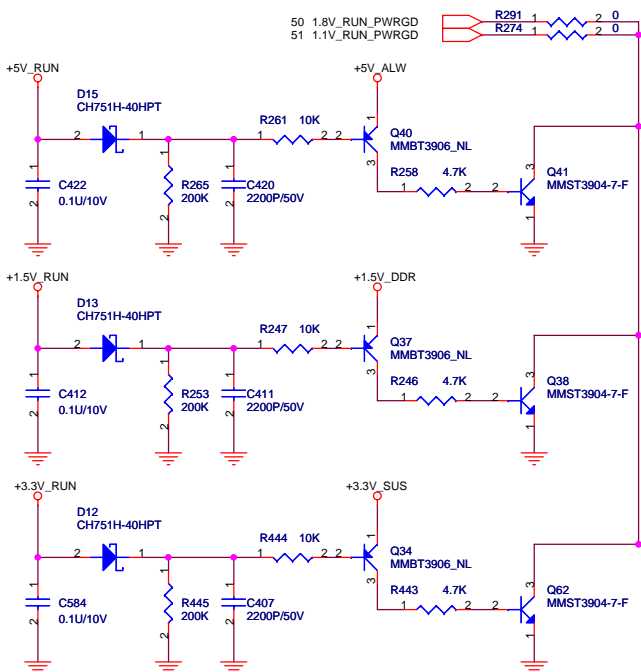 50 1.8V_RUN_PWRGD R291 1 2 0
51 1.1V_RUN_PWRGD R274 1 2 0
+5V_RUN +5V_ALW
D15
CH751H-40HPT
R261 10K
Q40
MMBT3906_NL
2 1 1 2 2
1
3
R258 4.7K
1 2 2
Q41
MMST3904-7-F
3
1
C422
0.1U/10V
1
2
R265
200K
1
2
C420
2200P/50V
1
2
+1.5V_RUN +1.5V_DDR
D13
CH751H-40HPT
R247 10K
Q37
MMBT3906_NL
2 1 1 2 2
1
3
R246 4.7K
1 2 2
Q38
MMST3904-7-F
3
1
C412
0.1U/10V
1
2
R253
200K
1
2
C411
2200P/50V
1
2
+3.3V_RUN +3.3V_SUS
D12
CH751H-40HPT
R444 10K
Q34
MMBT3906_NL
2 1 1 2 2
1
3
R443 4.7K
1 2 2
Q62
MMST3904-7-F
3
1
C584
0.1U/10V
1
2
R445
200K
1
2
C407
2200P/50V
1
2